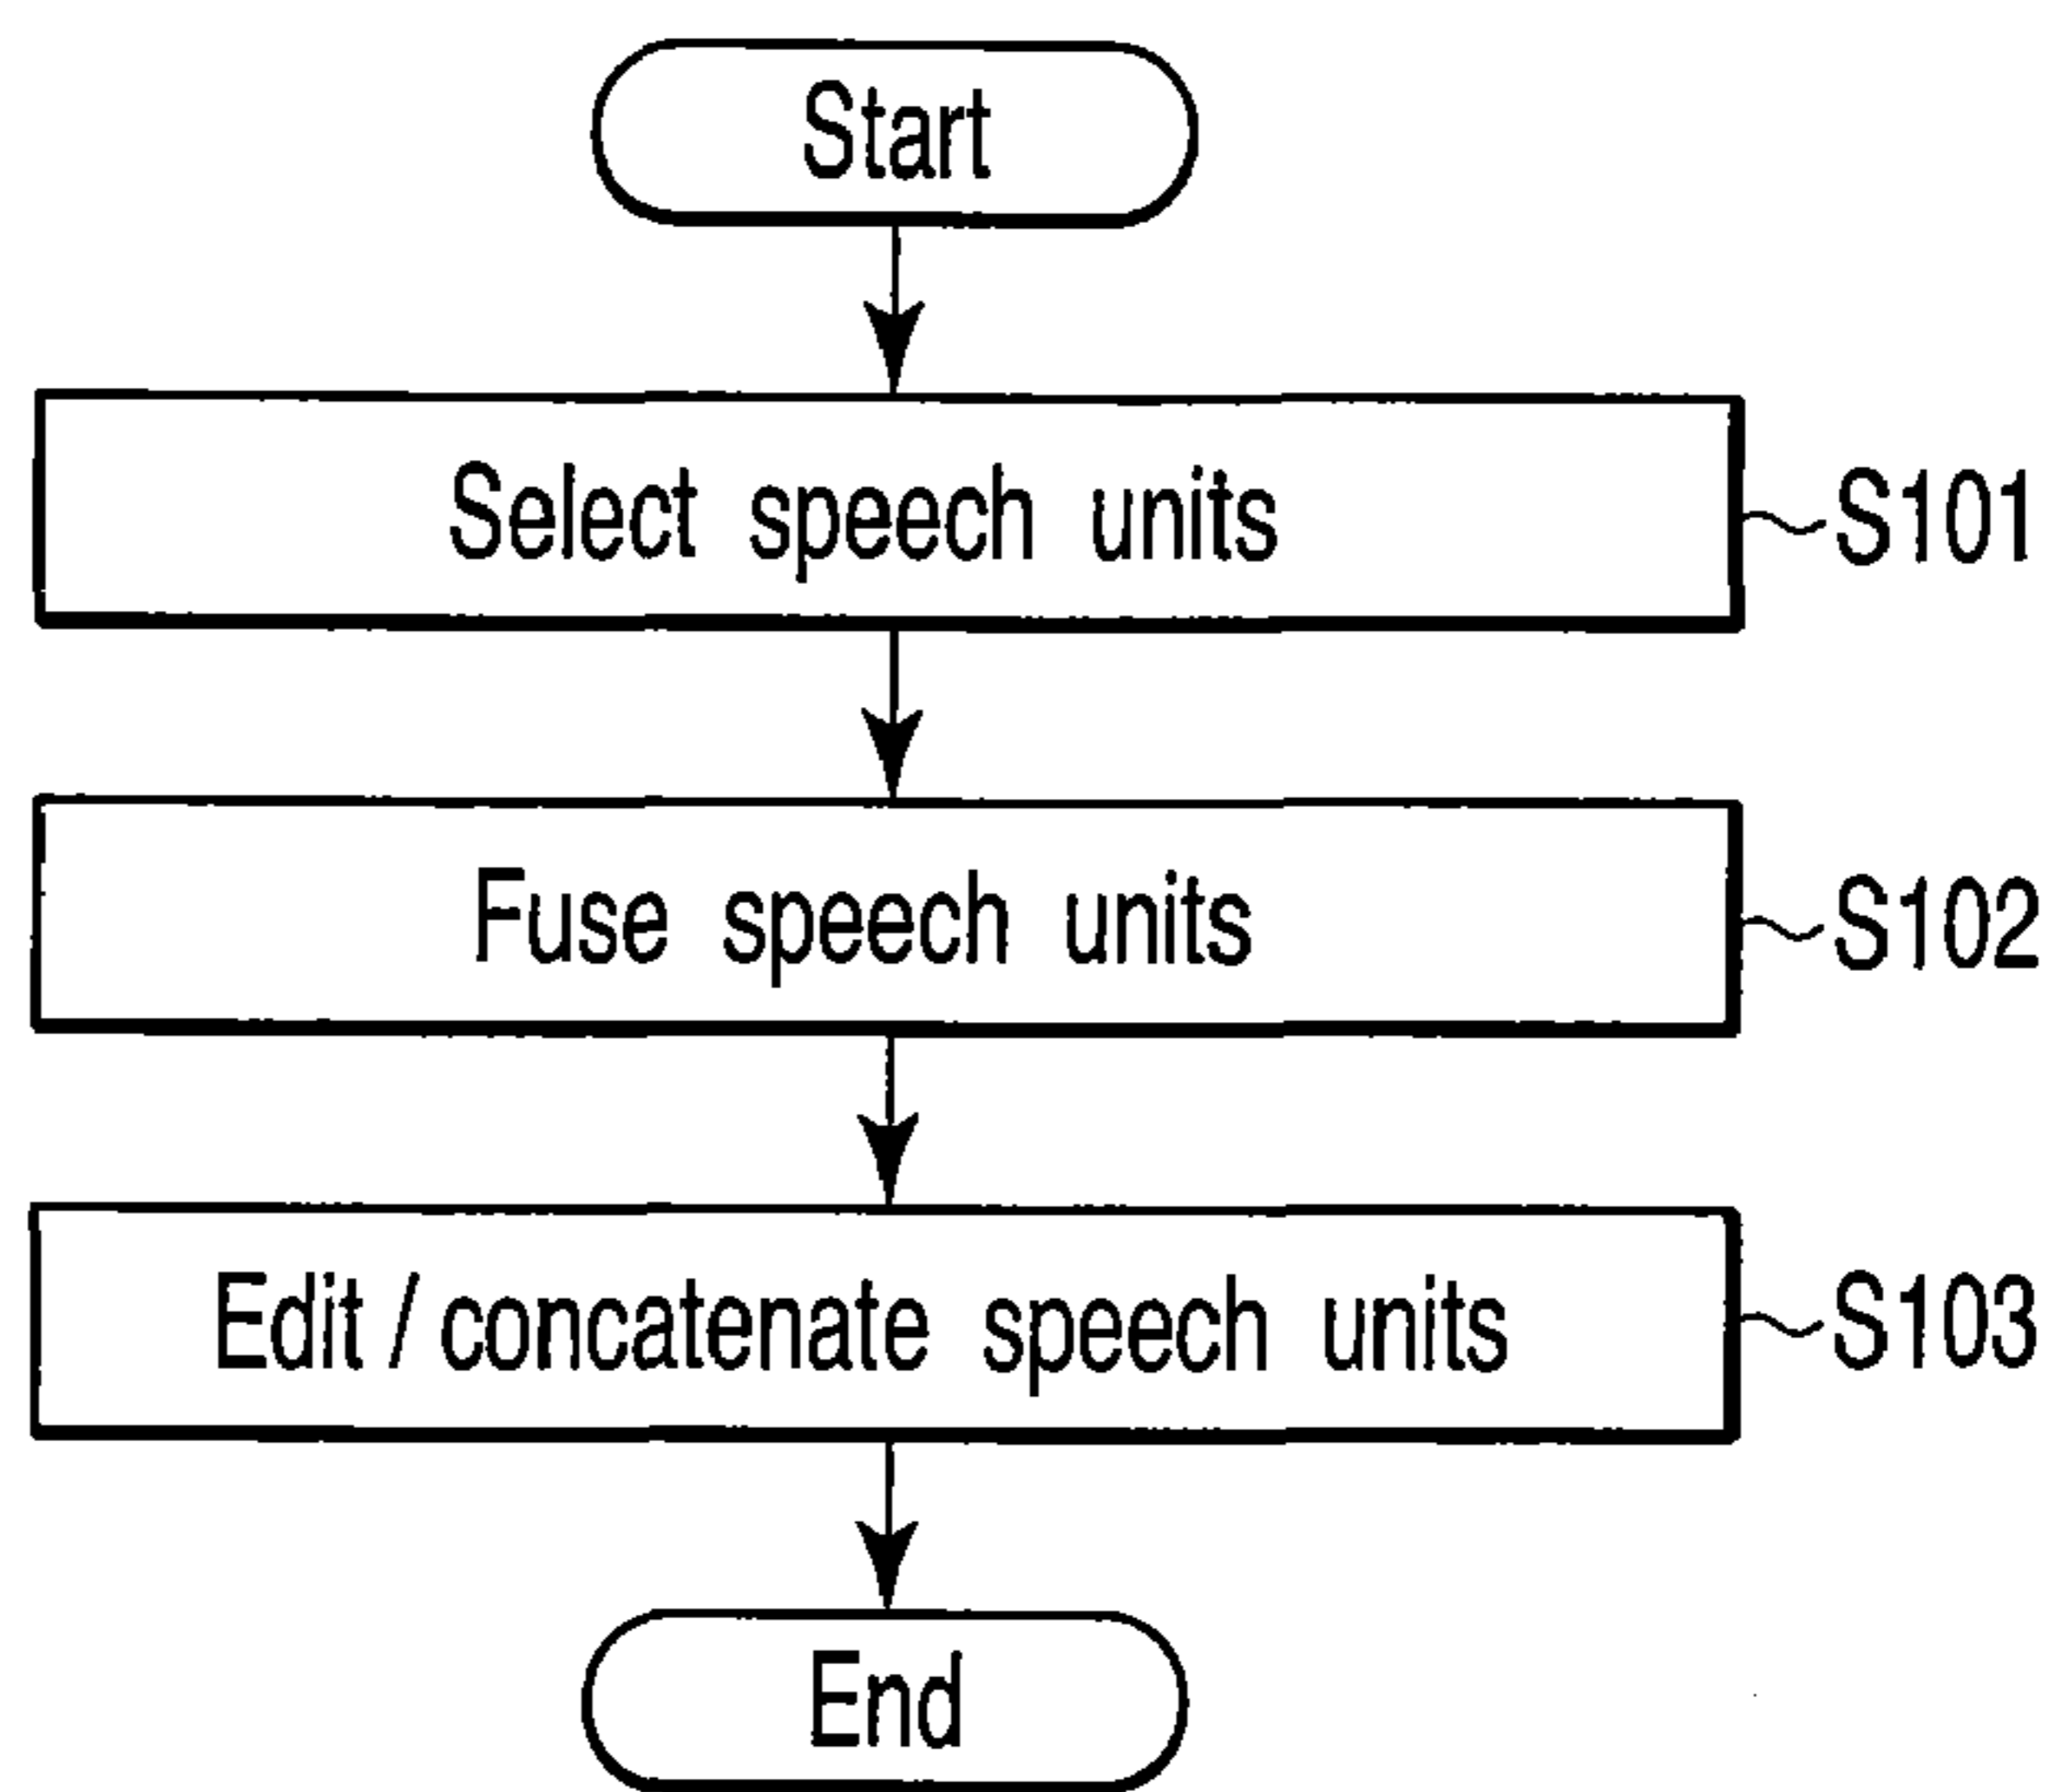 Start
Select speech units
S101
Fuse speech units
S102
Edit / concatenate speech units
S103
End